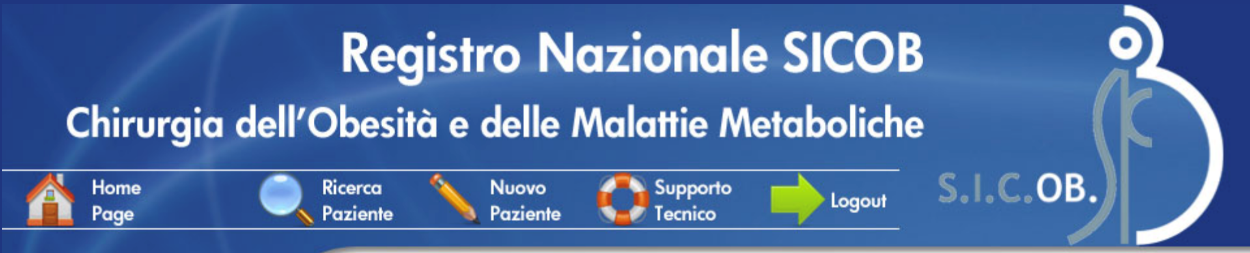 Registro Nazionale SICOB
Chirurgia dell'Obesità e delle Malattie Metaboliche
Home
Page
Ricerca
Paziente
Nuovo
Paziente
Supporto
Tecnico
Logout
S.I.C.OB.